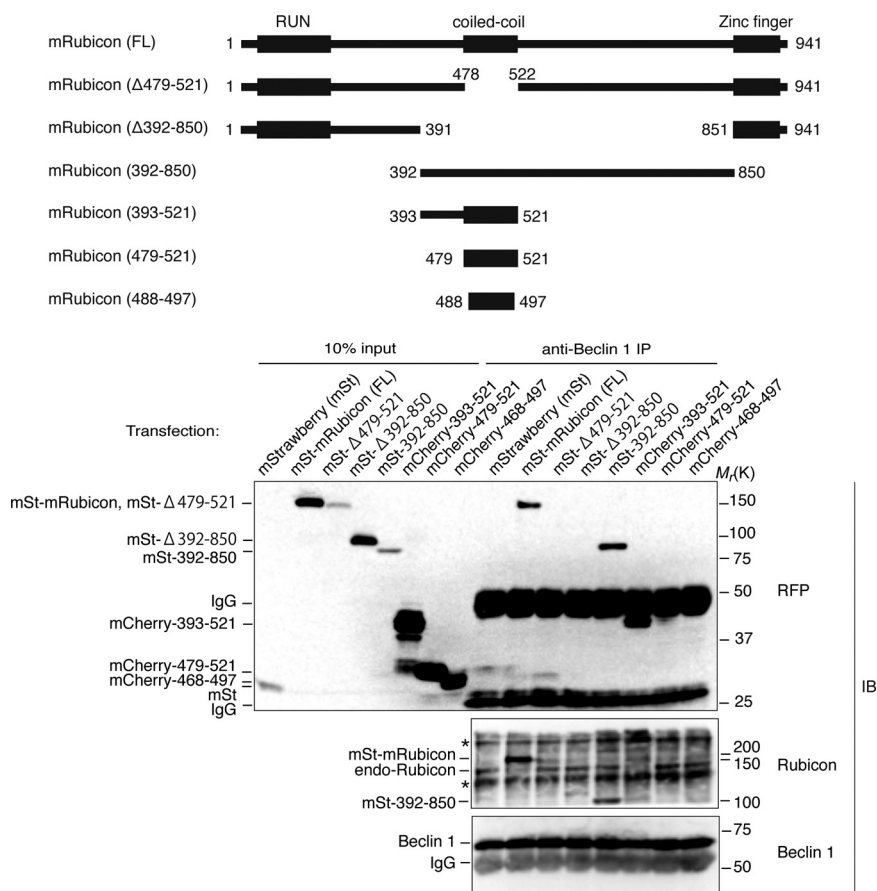 RUN coiled-coil Zinc finger
mRubicon (FL) 1 941
478 522
mRubicon (Δ479-521) 1 941
mRubicon (Δ392-850) 1 391 851 941
mRubicon (392-850) 392 850
mRubicon (393-521) 393 521
mRubicon (479-521) 479 521
mRubicon (488-497) 488 497
10% input anti-Beclin 1 IP
Transfection:
mStrawberry (mSt)
mSt-mRubicon (FL)
mSt-Δ479-521
mSt-Δ392-850
mSt-392-850
mCherry-393-521
mCherry-479-521
mCherry-468-497
mStrawberry (mSt)
mSt-mRubicon (FL)
mSt-Δ479-521
mSt-Δ392-850
mSt-392-850
mCherry-393-521
mCherry-479-521
mCherry-468-497
Mr(K)
mSt-mRubicon, mSt-Δ479-521 150
mSt-Δ392-850 100
mSt-392-850 75
IgG 50 RFP
mCherry-393-521
37
mCherry-479-521
mCherry-468-497
mSt 25
IgG
IB
*
mSt-mRubicon 200
150 Rubicon
endo-Rubicon
*
mSt-392-850 100
75
Beclin 1 Beclin 1
IgG 50